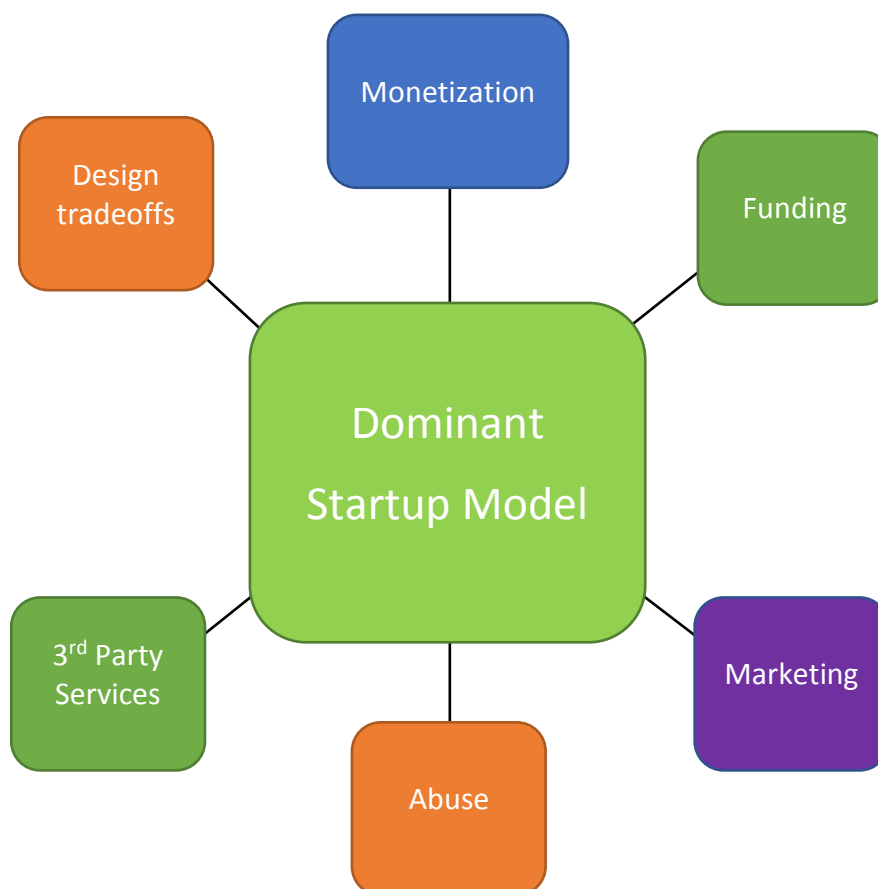 Monetization
Design
tradeoffs
Funding
Dominant
Startup Model
3rd Party
Services
Marketing
Abuse